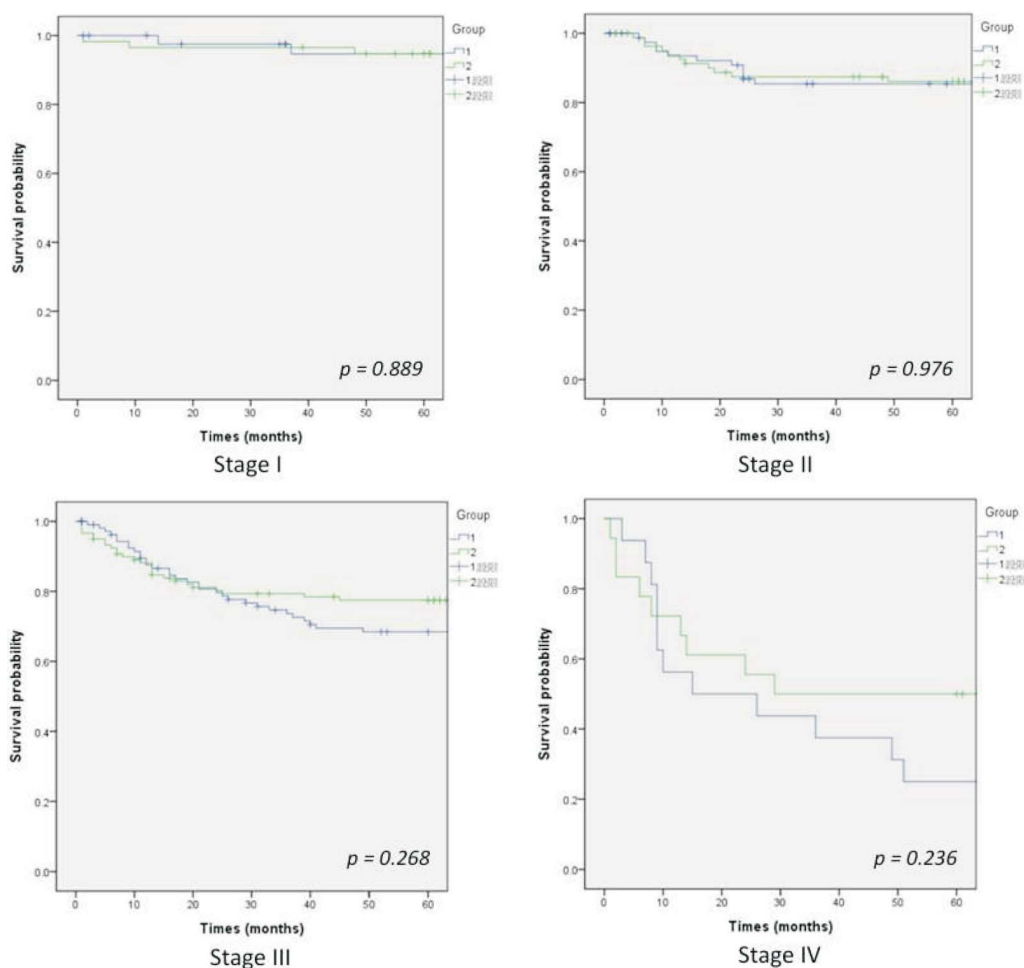 Group
1
2
1
2
Survival probability
1.0
0.8
0.6
0.4
0.2
0.0
p = 0.889
0 10 20 30 40 50 60
Times (months)
Stage I
Group
1
2
1
2
Survival probability
1.0
0.8
0.6
0.4
0.2
0.0
p = 0.976
0 10 20 30 40 50 60
Times (months)
Stage II
Group
1
2
1
2
Survival probability
1.0
0.8
0.6
0.4
0.2
0.0
p = 0.268
0 10 20 30 40 50 60
Times (months)
Stage III
Group
1
2
1
2
Survival probability
1.0
0.8
0.6
0.4
0.2
0.0
p = 0.236
0 10 20 30 40 50 60
Times (months)
Stage IV